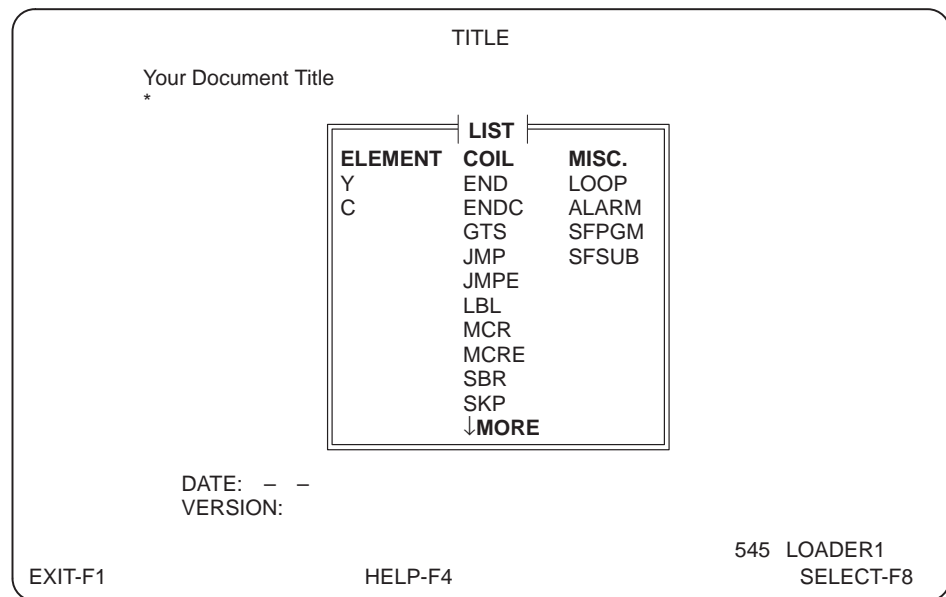 TITLE
Your Document Title
*
LIST
ELEMENT COIL MISC.
Y END LOOP
C ENDC ALARM
GTS SFPGM
JMP SFSUB
JMPE
LBL
MCR
MCRE
SBR
SKP
↓MORE
DATE: – –
VERSION:
545 LOADER1
EXIT-F1 HELP-F4 SELECT-F8